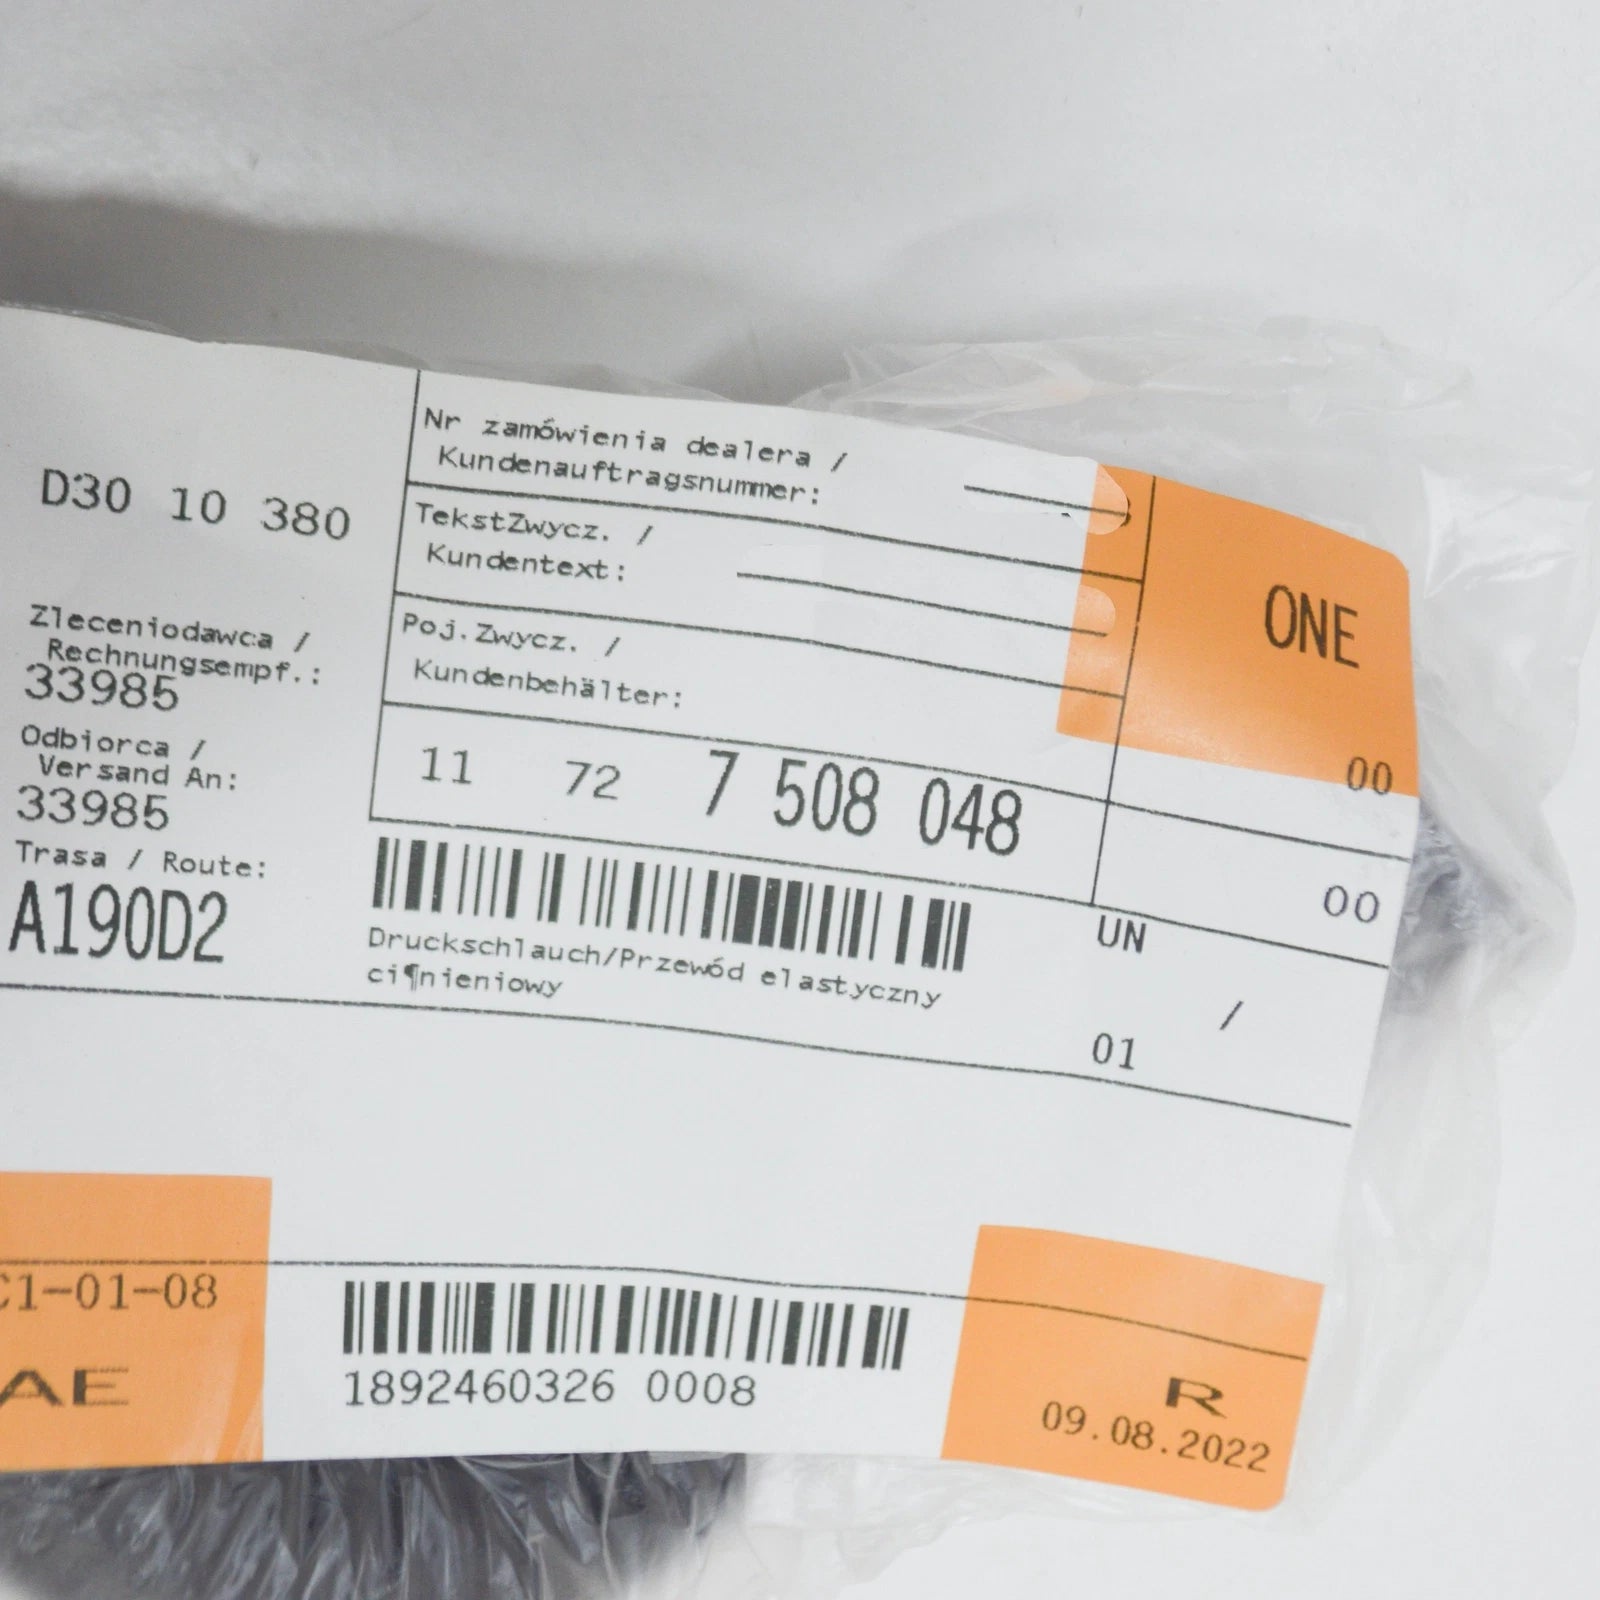 D30 10 380
Zleceniodawca /
Rechnungsempf.:
33985
Odbiorca /
Versand An:
33985
Trasa / Route:
A190D2
Nr zamówienia dealera /
Kundenauftragsnummer:
TekstZwycz. /
Kundentext:
Poj.Zwycz. /
Kundenbehälter:
ONE
00
11 72 7 508 048
00
Druckschlauch/Przewód elastyczny
ci¶nieniowy
UN
/
01
C1-01-08
AE
1892460326 0008
R
09.08.2022